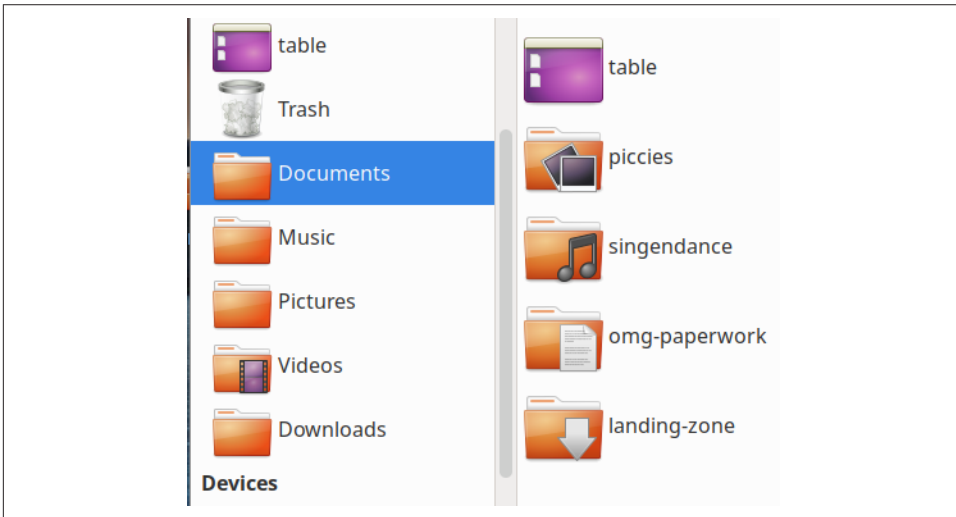 table
Trash
Documents
Music
Pictures
Videos
Downloads
Devices
table
piccies
singendance
omg-paperwork
landing-zone